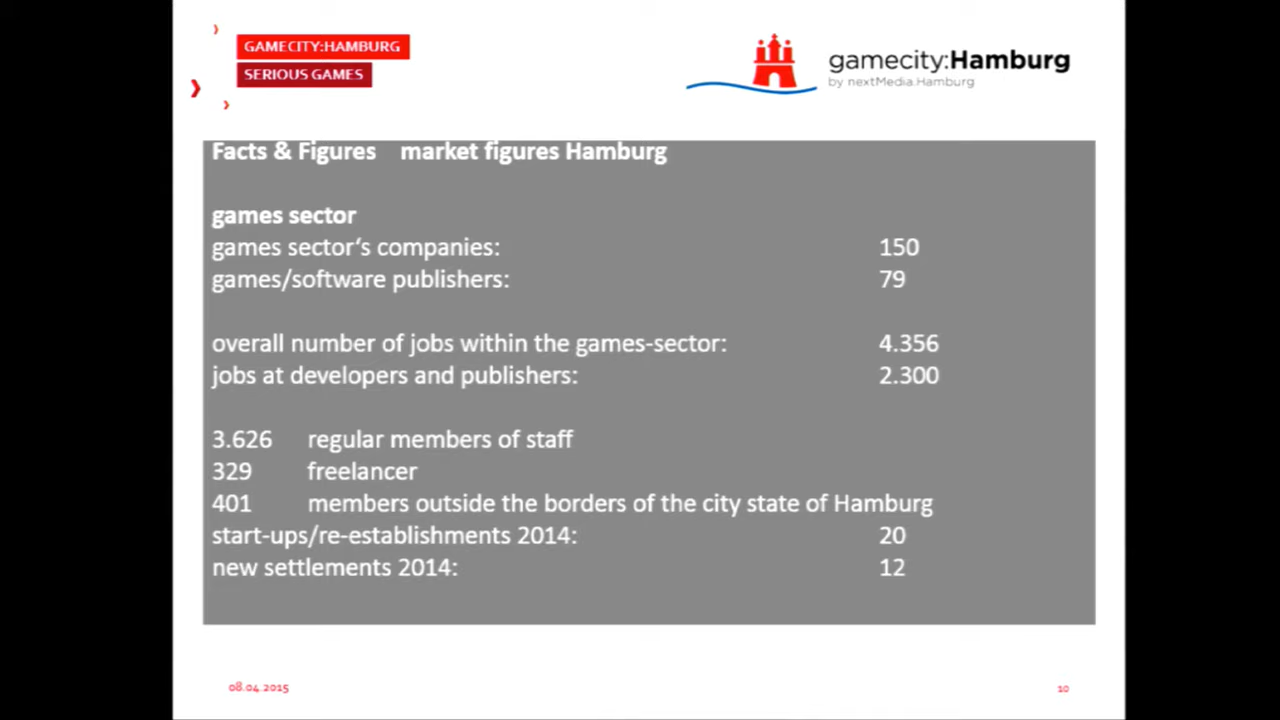 GAMECITY:HAMBURG
SERIOUS GAMES
gamecity:Hamburg
by nextMedia.Hamburg
Facts & Figures market figures Hamburg
games sector
games sector‘s companies: 150
games/software publishers: 79
overall number of jobs within the games-sector: 4.356
jobs at developers and publishers: 2.300
3.626 regular members of staff
329 freelancer
401 members outside the borders of the city state of Hamburg
start-ups/re-establishments 2014: 20
new settlements 2014: 12
08.04.2015 10